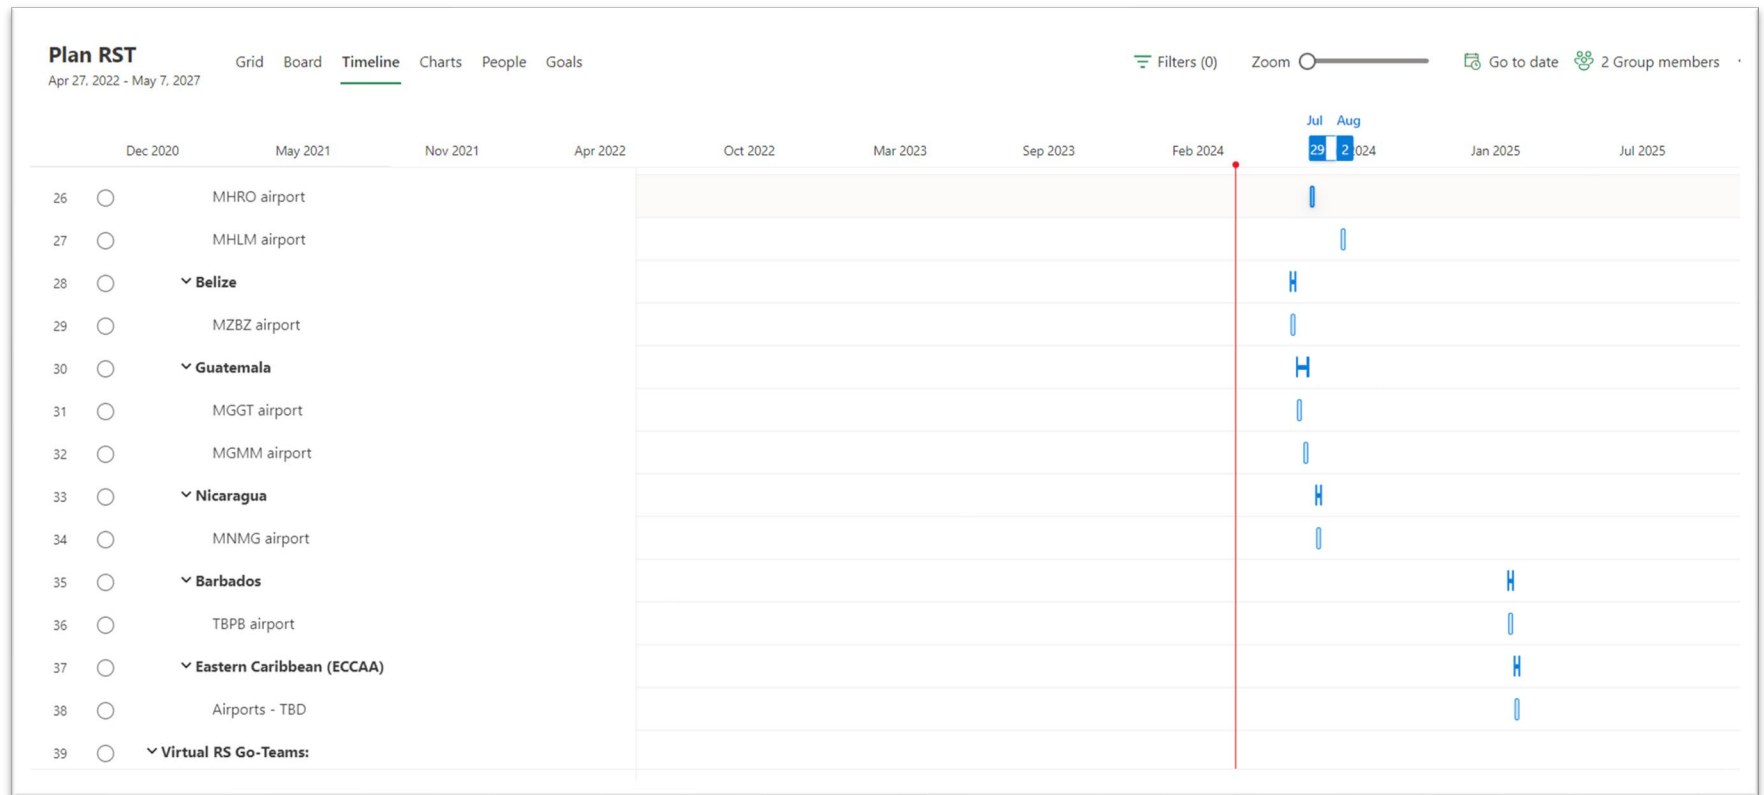 Plan RST
Apr 27, 2022 - May 7, 2027
Grid Board Timeline Charts People Goals
Filters (0) Zoom Go to date 2 Group members
Jul Aug
Dec 2020 May 2021 Nov 2021 Apr 2022 Oct 2022 Mar 2023 Sep 2023 Feb 2024 29 2 2024 Jan 2025 Jul 2025
26 MHRO airport
27 MHLM airport
28 Belize
29 MZBZ airport
30 Guatemala
31 MGGT airport
32 MGMM airport
33 Nicaragua
34 MNMG airport
35 Barbados
36 TBPB airport
37 Eastern Caribbean (ECCAA)
38 Airports - TBD
39 Virtual RS Go-Teams: